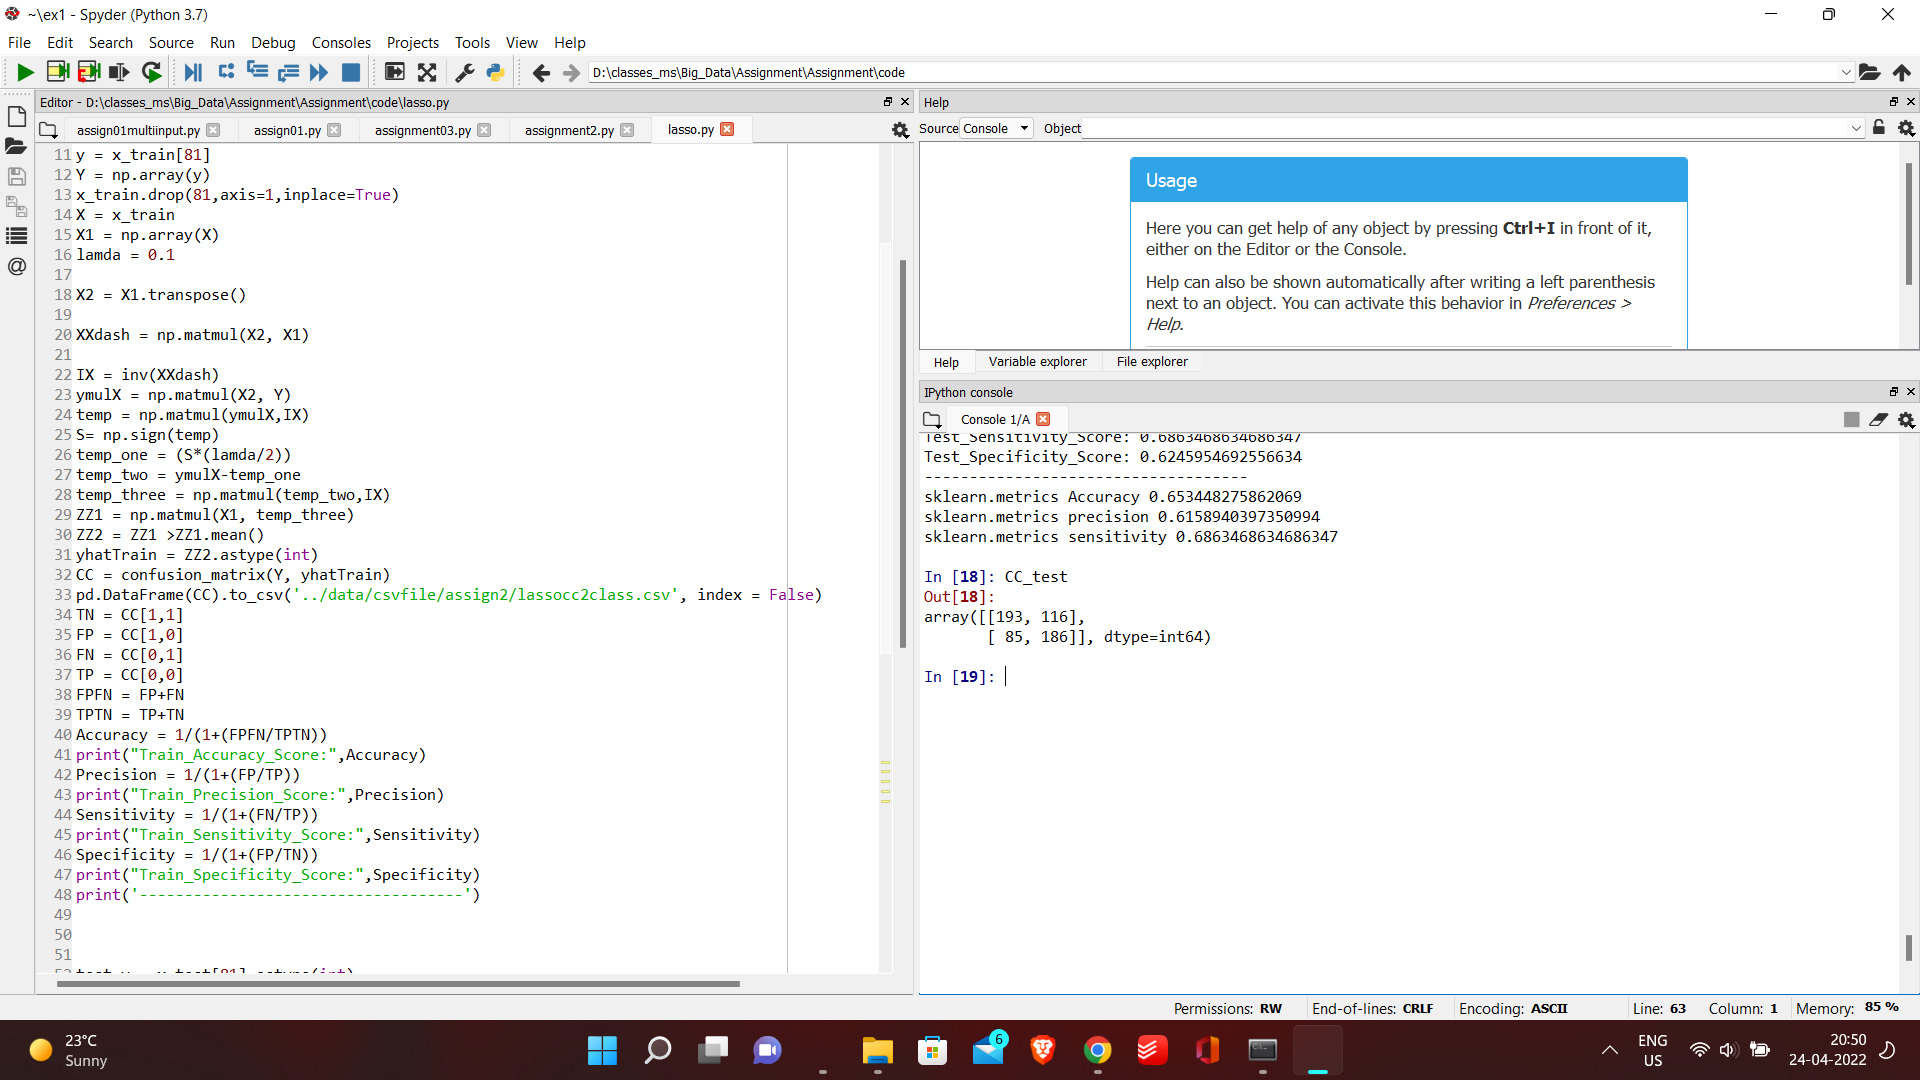 ~\ex1 - Spyder (Python 3.7)
File Edit Search Source Run Debug Consoles Projects Tools View Help
D:\classes_ms\Big_Data\Assignment\Assignment\code
Editor - D:\classes_ms\Big_Data\Assignment\Assignment\code\lasso.py
assign01multiinput.py assign01.py assignment03.py assignment2.py lasso.py
11 y = x_train[81]
12 Y = np.array(y)
13 x_train.drop(81,axis=1,inplace=True)
14 X = x_train
15 X1 = np.array(X)
16 lamda = 0.1
17
18 X2 = X1.transpose()
19
20 XXdash = np.matmul(X2, X1)
21
22 IX = inv(XXdash)
23 ymulX = np.matmul(X2, Y)
24 temp = np.matmul(ymulX,IX)
25 S= np.sign(temp)
26 temp_one = (S*(lamda/2))
27 temp_two = ymulX-temp_one
28 temp_three = np.matmul(temp_two,IX)
29 ZZ1 = np.matmul(X1, temp_three)
30 ZZ2 = ZZ1 >ZZ1.mean()
31 yhatTrain = ZZ2.astype(int)
32 CC = confusion_matrix(Y, yhatTrain)
33 pd.DataFrame(CC).to_csv('../data/csvfile/assign2/lassocc2class.csv', index = False)
34 TN = CC[1,1]
35 FP = CC[1,0]
36 FN = CC[0,1]
37 TP = CC[0,0]
38 FPFN = FP+FN
39 TPTN = TP+TN
40 Accuracy = 1/(1+(FPFN/TPTN))
41 print("Train_Accuracy_Score:",Accuracy)
42 Precision = 1/(1+(FP/TP))
43 print("Train_Precision_Score:",Precision)
44 Sensitivity = 1/(1+(FN/TP))
45 print("Train_Sensitivity_Score:",Sensitivity)
46 Specificity = 1/(1+(FP/TN))
47 print("Train_Specificity_Score:",Specificity)
48 print('------------------------------------')
49
50
51
Help
Source Console Object
Usage
Here you can get help of any object by pressing Ctrl+I in front of it,
either on the Editor or the Console.
Help can also be shown automatically after writing a left parenthesis
next to an object. You can activate this behavior in Preferences >
Help.
Help Variable explorer File explorer
IPython console
Console 1/A
Test_Sensitivity_Score: 0.6863468634686347
Test_Specificity_Score: 0.6245954692556634
------------------------------------
sklearn.metrics Accuracy 0.653448275862069
sklearn.metrics precision 0.6158940397350994
sklearn.metrics sensitivity 0.6863468634686347
In [18]: CC_test
Out[18]:
array([[193, 116],
[ 85, 186]], dtype=int64)
In [19]:
Permissions: RW End-of-lines: CRLF Encoding: ASCII Line: 63 Column: 1 Memory: 85 %
23°C
Sunny
6
ENG
US
20:50
24-04-2022